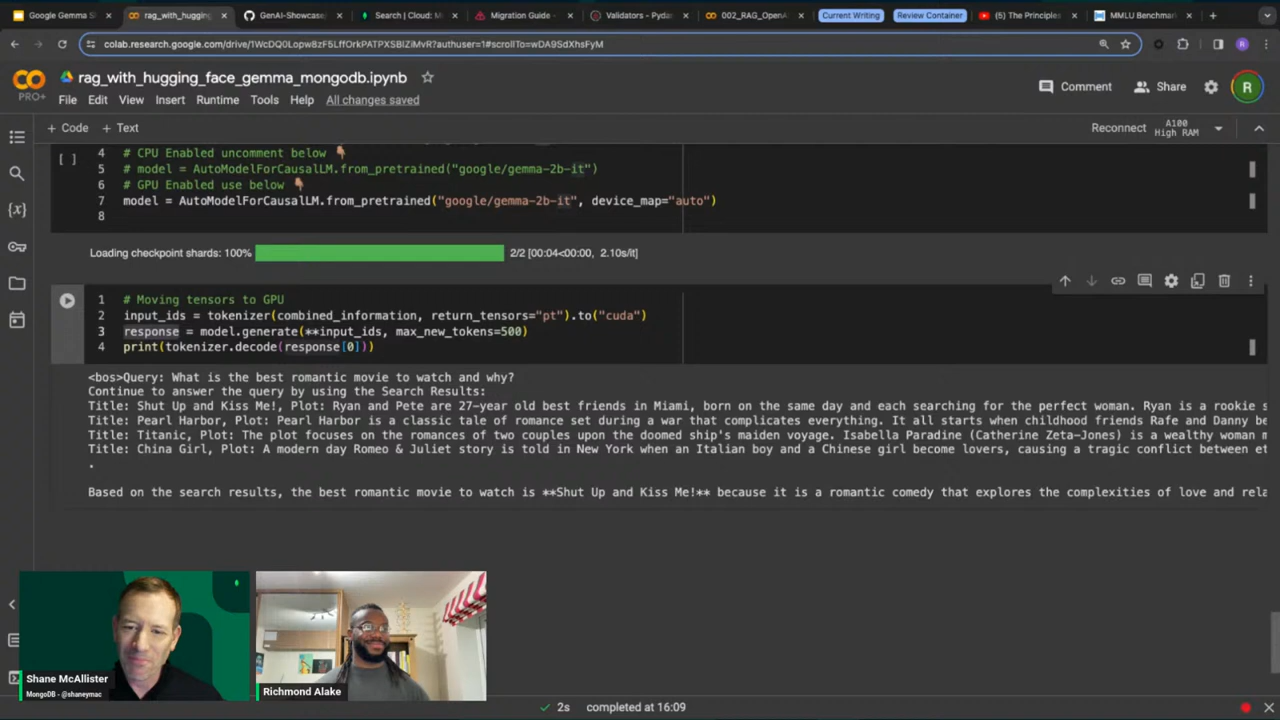 Google Gemma S
rag_with_hugging_
GenAI-Showcase
Search | Cloud: Mo
Migration Guide -
Validators - Pydan
002_RAG_OpenA
Current Writing
Review Container
(5) The Principles
MMLU Benchmar
colab.research.google.com/drive/1WcDQ0Lopw8zF5LffOrkPATPXSBIZiMvR?authuser=1#scrollTo=wDA9SdXhsFyM
PRO+
rag_with_hugging_face_gemma_mongodb.ipynb
File Edit View Insert Runtime Tools Help All changes saved
Comment
Share
R
+ Code + Text
Reconnect
A100
High RAM
[ ]
4 # CPU Enabled uncomment below 👇🏽
5 # model = AutoModelForCausalLM.from_pretrained("google/gemma-2b-it")
6 # GPU Enabled use below 👇🏽
7 model = AutoModelForCausalLM.from_pretrained("google/gemma-2b-it", device_map="auto")
8
Loading checkpoint shards: 100% 2/2 [00:04<00:00, 2.10s/it]
1 # Moving tensors to GPU
2 input_ids = tokenizer(combined_information, return_tensors="pt").to("cuda")
3 response = model.generate(**input_ids, max_new_tokens=500)
4 print(tokenizer.decode(response[0]))
<bos>Query: What is the best romantic movie to watch and why?
Continue to answer the query by using the Search Results:
Title: Shut Up and Kiss Me!, Plot: Ryan and Pete are 27-year old best friends in Miami, born on the same day and each searching for the perfect woman. Ryan is a rookie s
Title: Pearl Harbor, Plot: Pearl Harbor is a classic tale of romance set during a war that complicates everything. It all starts when childhood friends Rafe and Danny be
Title: Titanic, Plot: The plot focuses on the romances of two couples upon the doomed ship's maiden voyage. Isabella Paradine (Catherine Zeta-Jones) is a wealthy woman m
Title: China Girl, Plot: A modern day Romeo & Juliet story is told in New York when an Italian boy and a Chinese girl become lovers, causing a tragic conflict between et
.
Based on the search results, the best romantic movie to watch is **Shut Up and Kiss Me!** because it is a romantic comedy that explores the complexities of love and rela
Shane McAllister
MongoDB - @shaneymac
Richmond Alake
2s completed at 16:09